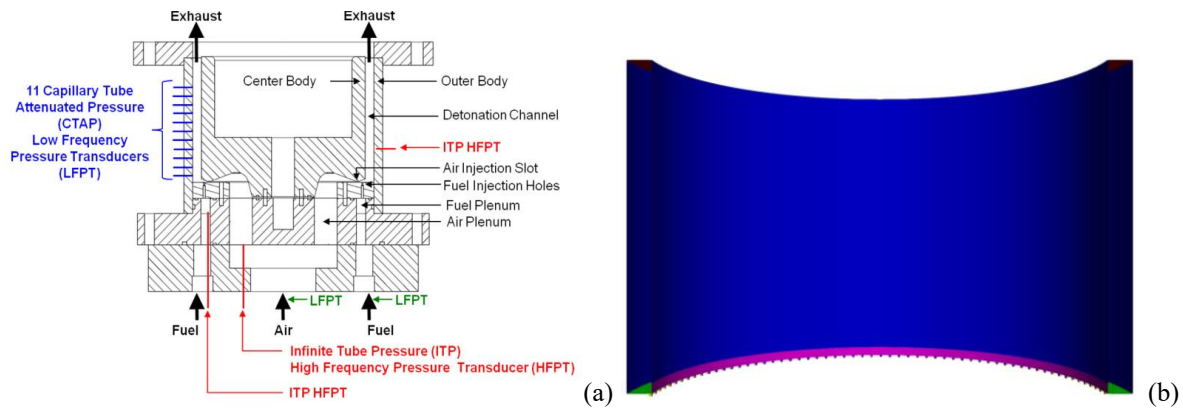 Exhaust
Exhaust
Center Body
Outer Body
11 Capillary Tube
Attenuated Pressure
(CTAP)
Low Frequency
Pressure Transducers
(LFPT)
Detonation Channel
ITP HFPT
Air Injection Slot
Fuel Injection Holes
Fuel Plenum
Air Plenum
LFPT
LFPT
Fuel
Air
Fuel
Infinite Tube Pressure (ITP)
High Frequency Pressure Transducer (HFPT)
ITP HFPT
(a)
(b)